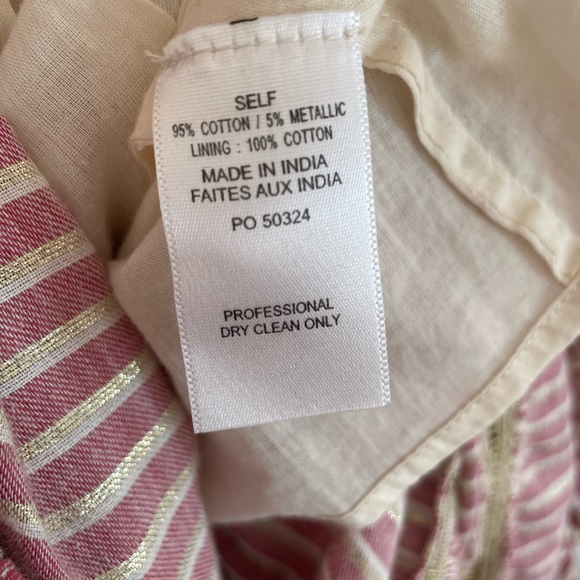 SELF
95% COTTON / 5% METALLIC
LINING : 100% COTTON
MADE IN INDIA
FAITES AUX INDIA
PO 50324
PROFESSIONAL
DRY CLEAN ONLY